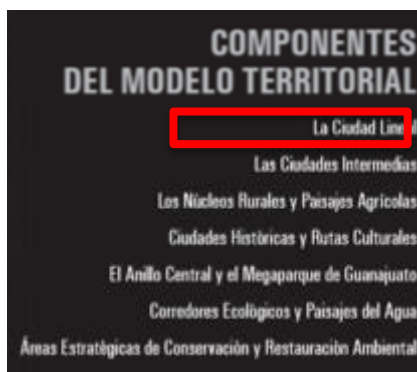 COMPONENTES
DEL MODELO TERRITORIAL
La Ciudad Lineal
Las Ciudades Intermedias
Los Núcleos Rurales y Paisajes Agrícolas
Ciudades Históricas y Rutas Culturales
El Anillo Central y el Megaparque de Guanajuato
Corredores Ecológicos y Paisajes del Agua
Áreas Estratégicas de Conservación y Restauración Ambiental